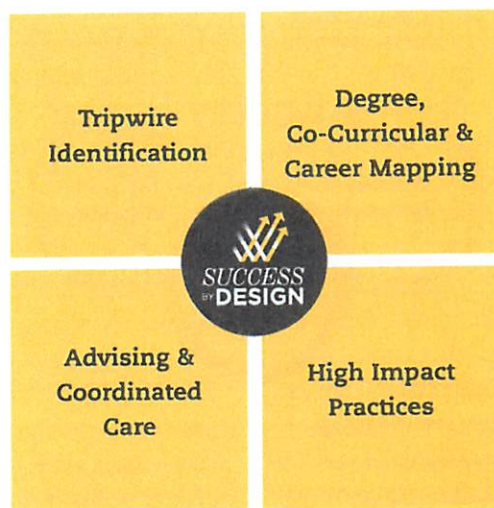 Tripwire
Identification
Degree,
Co-Curricular &
Career Mapping
SUCCESS
BY DESIGN
Advising &
Coordinated
Care
High Impact
Practices